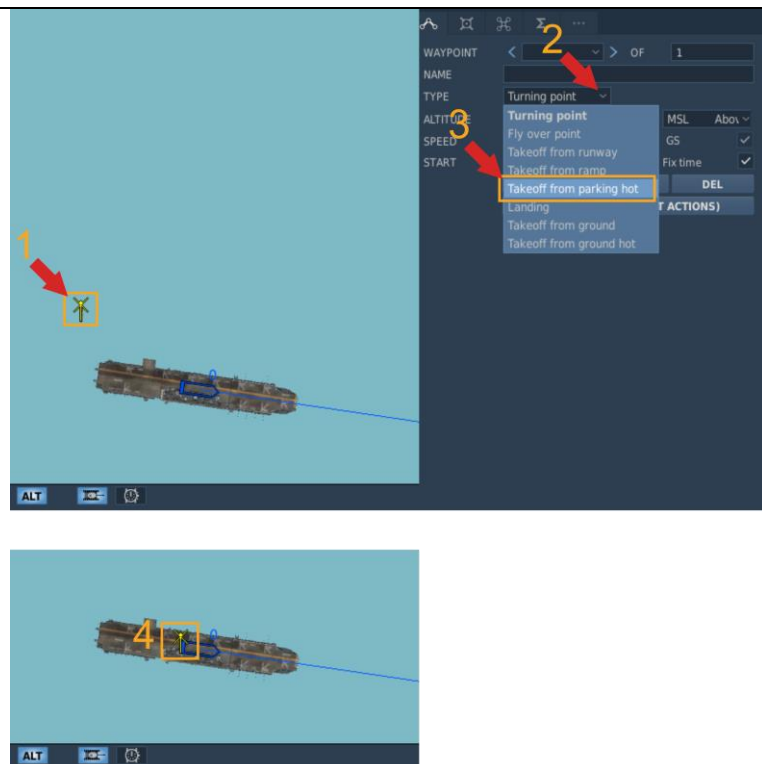 Σ ...
2
WAYPOINT < > OF 1
NAME
TYPE Turning point
Turning point
ALTITUDE MSL
Fly over point
3
SPEED GS
Takeoff from runway
START Fix time
Takeoff from ramp
Takeoff from parking hot DEL
Landing T ACTIONS)
Takeoff from ground
Takeoff from ground hot
1
0
ALT
4
0
ALT